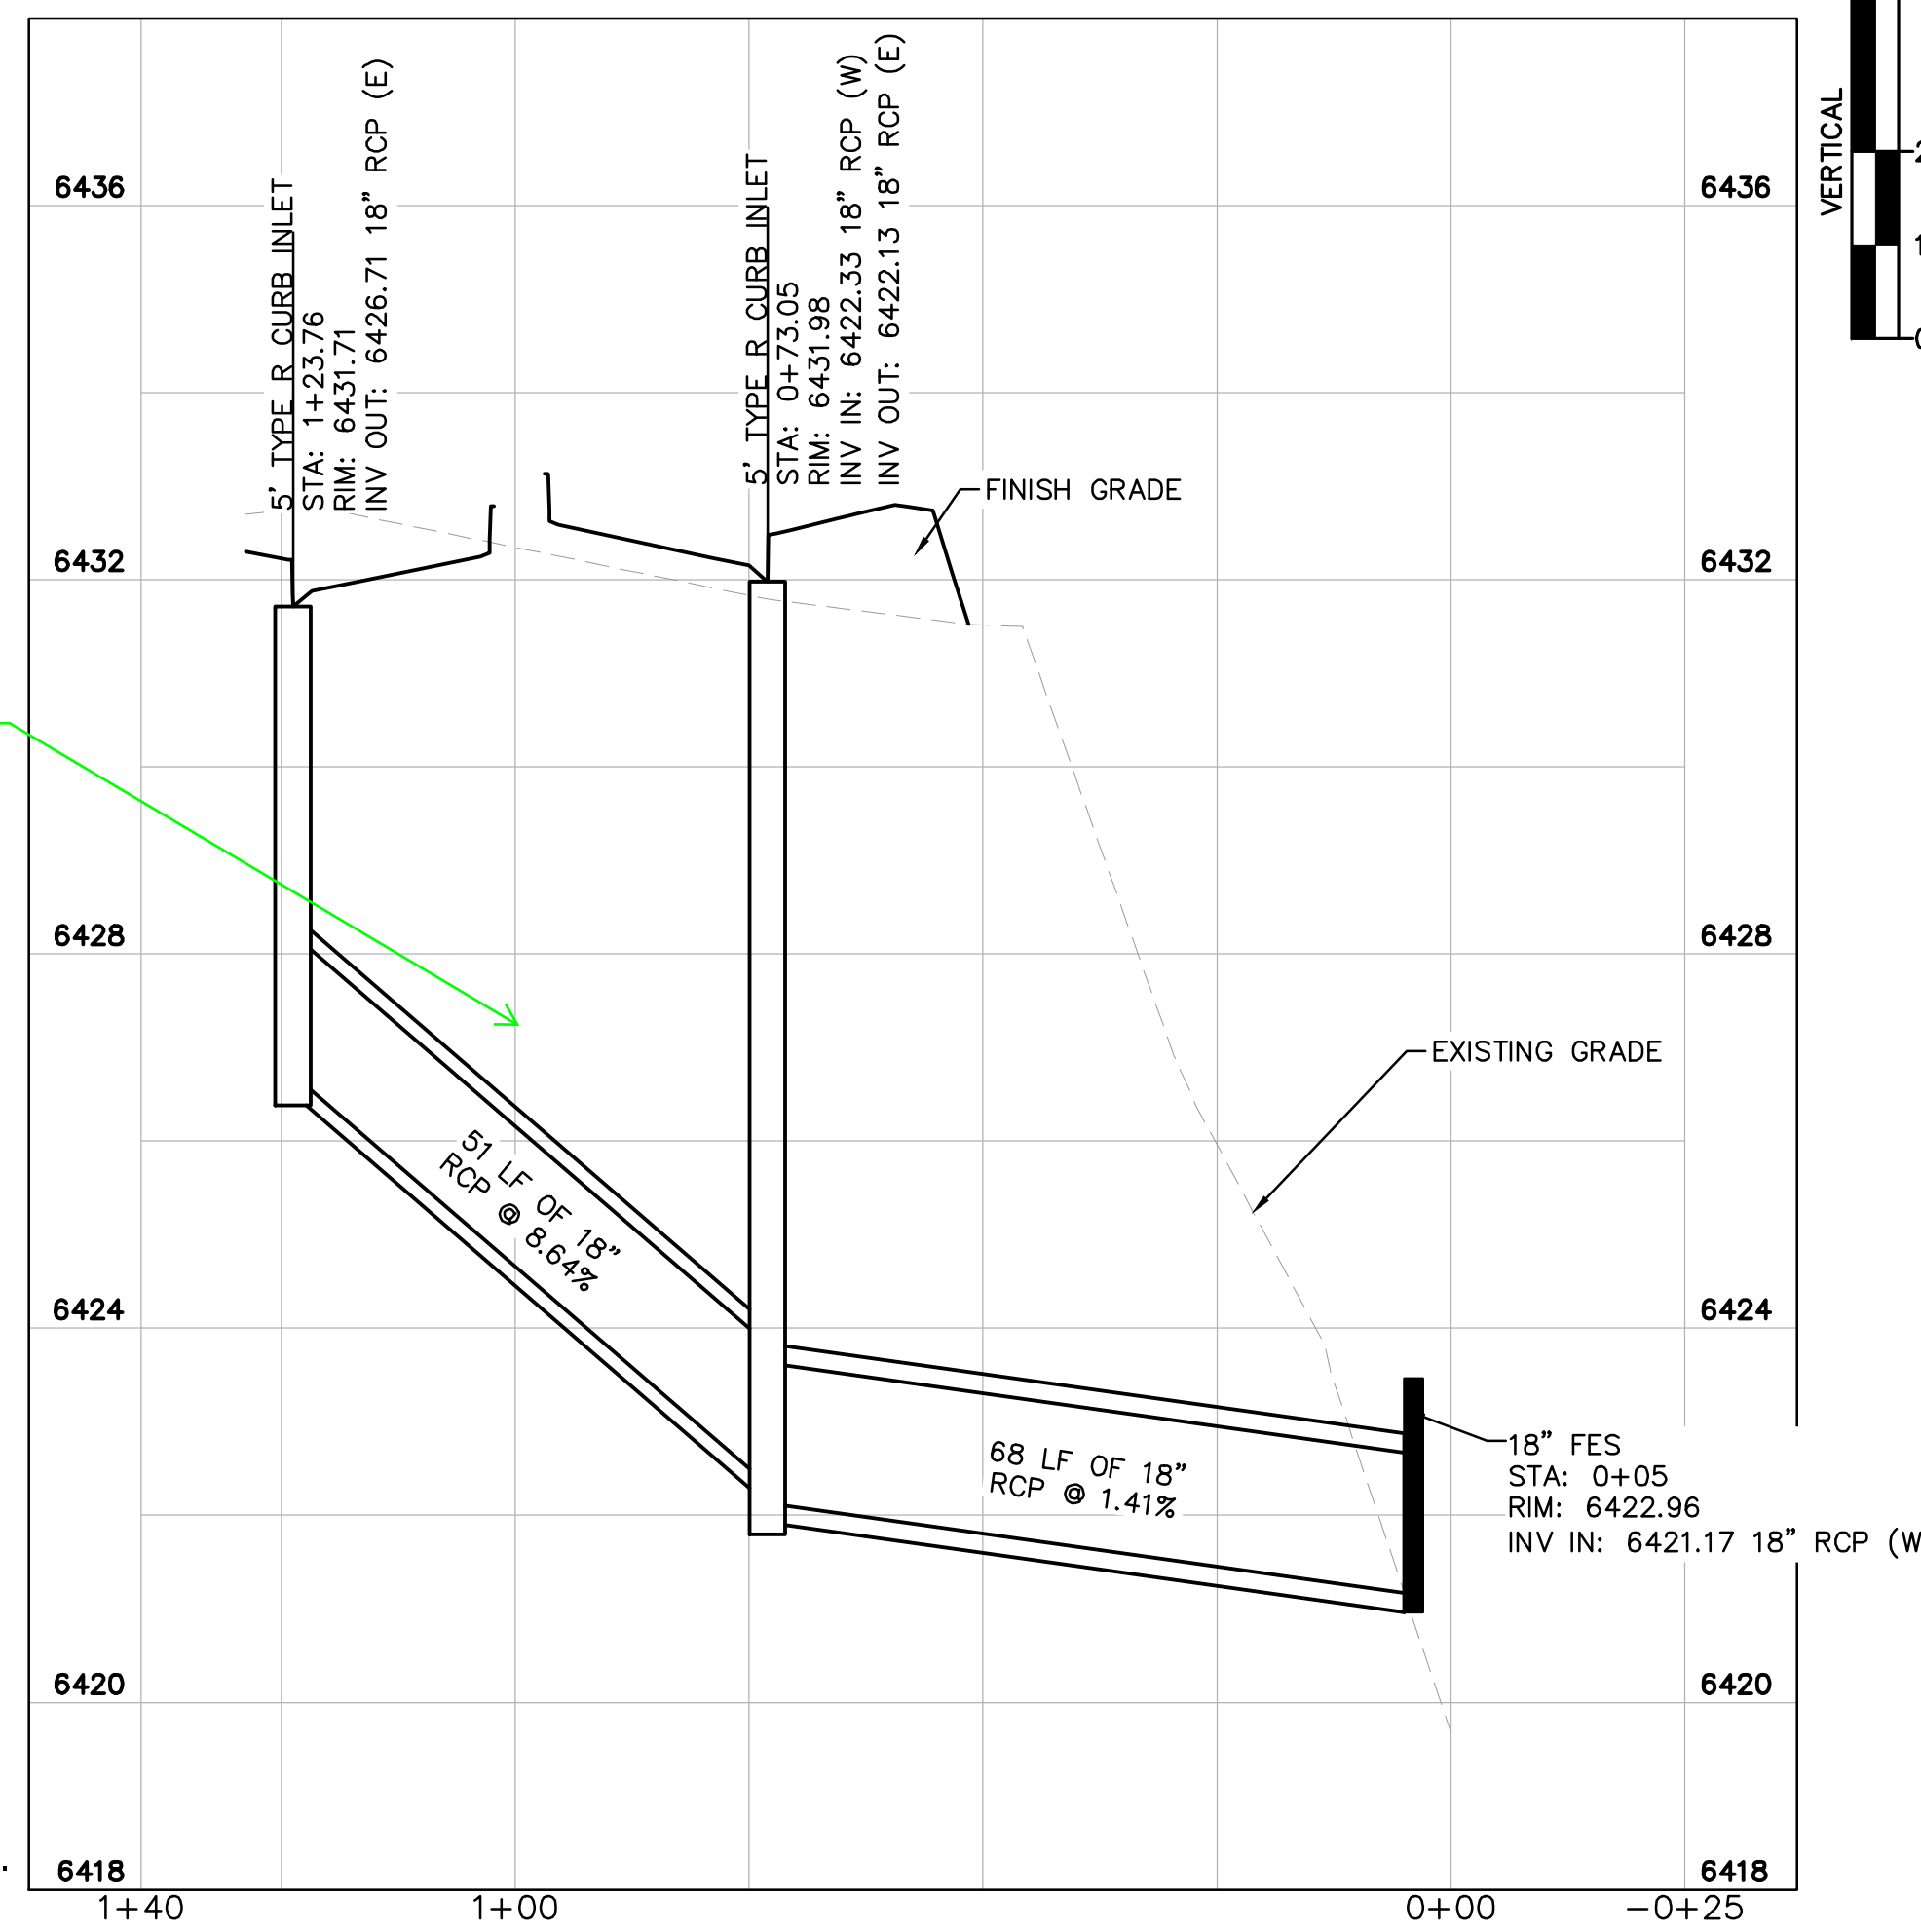 5' TYPE R CURB INLET
STA: 1+23.76
RIM: 6431.71
INV OUT: 6426.71 18" RCP (E)
5' TYPE R CURB INLET
STA: 0+73.05
RIM: 6431.98
INV IN: 6422.33 18" RCP (W)
INV OUT: 6422.13 18" RCP (E)
VERTICAL
2
1
0
6436
6436
FINISH GRADE
6432
6432
6428
6428
EXISTING GRADE
51 LF OF 18"
RCP @ 8.64%
6424
6424
68 LF OF 18"
RCP @ 1.41%
18" FES
STA: 0+05
RIM: 6422.96
INV IN: 6421.17 18" RCP (W
6420
6420
6418
6418
1+40
1+00
0+00
-0+25